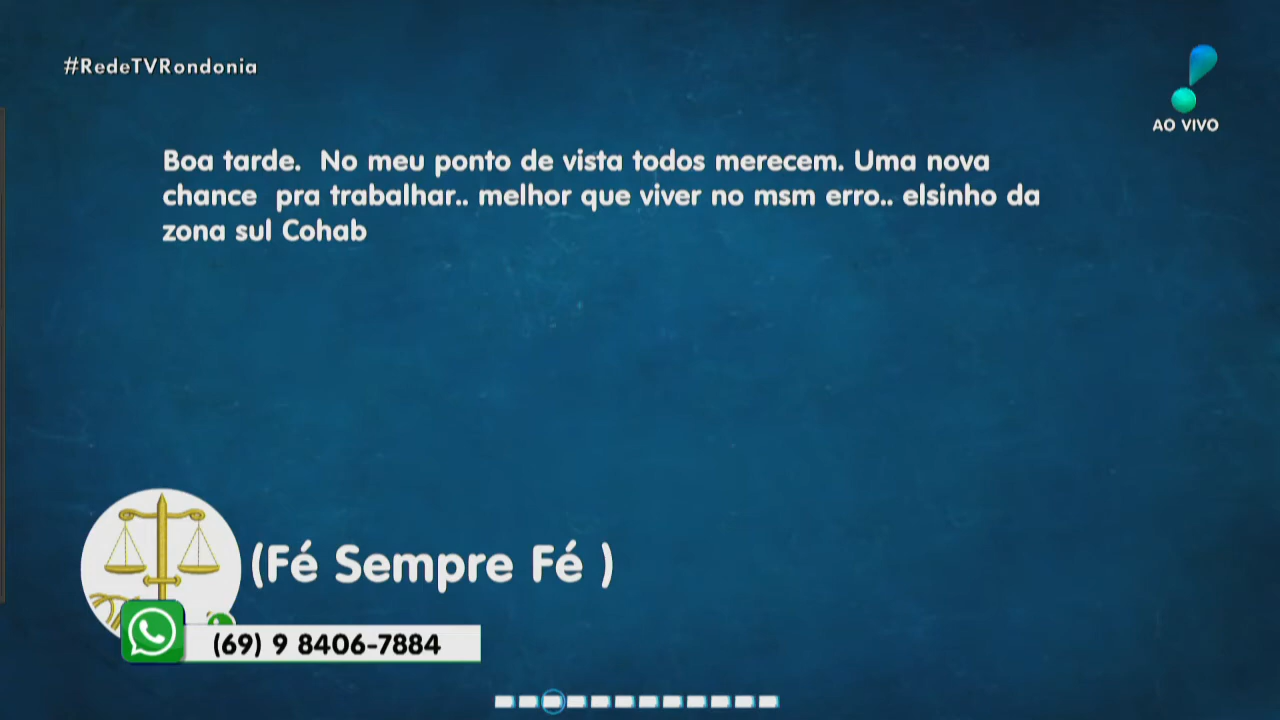 #RedeTVRondonia
AO VIVO
Boa tarde.  No meu ponto de vista todos merecem. Uma nova
chance  pra trabalhar.. melhor que viver no msm erro.. elsinho da
zona sul Cohab
(Fé Sempre Fé )
(69) 9 8406-7884